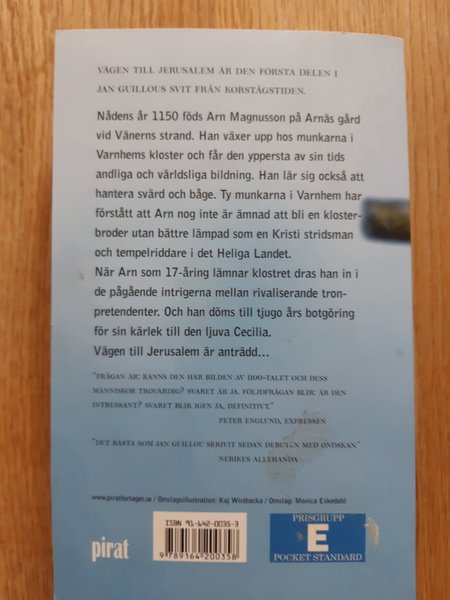 VÄGEN TILL JERUSALEM ÄR DEN FÖRSTA DELEN I
JAN GUILLOUS SVIT FRÅN KORSTÅGSTIDEN.
Nådens år 1150 föds Arn Magnusson på Arnäs gård
vid Vänerns strand. Han växer upp hos munkarna i
Varnhems kloster och får den yppersta av sin tids
andliga och världsliga bildning. Han lär sig också att
hantera svärd och båge. Ty munkarna i Varnhem har
förstått att Arn nog inte är ämnad att bli en kloster-
broder utan bättre lämpad som en Kristi stridsman
och tempelriddare i det Heliga Landet.
När Arn som 17-åring lämnar klostret dras han in i
de pågående intrigerna mellan rivaliserande tron-
pretendenter. Och han döms till tjugo års botgöring
för sin kärlek till den ljuva Cecilia.
Vägen till Jerusalem är anträdd...
"FRÅGAN ÄR: KÄNNS DEN HÄR BILDEN AV 1100-TALET OCH DESS
MÄNNISKOR TROVÄRDIG? SVARET ÄR JA. FÖLJDFRÅGAN BLIR: ÄR DEN
INTRESSANT? SVARET BLIR IGEN JA, DEFINITIVT."
PETER ENGLUND, EXPRESSEN
"DET BÄSTA SOM JAN GUILLOU SKRIVIT SEDAN DEBUTEN MED ONDSKAN."
NERIKES ALLEHANDA
www.piratforlaget.se / Omslagsillustration: Kaj Wistbacka / Omslag: Monica Eskedahl
ISBN 91-642-0035-3
9 789164 200358
pirat
PRISGRUPP
E
POCKET STANDARD